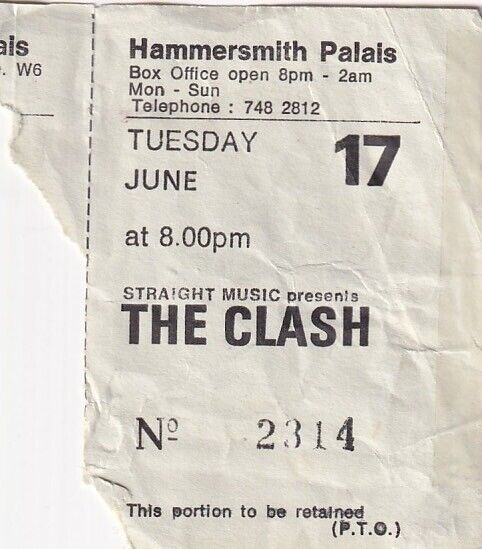 ais
. W6
Hammersmith Palais
Box Office open 8pm - 2am
Mon - Sun
Telephone : 748 2812
TUESDAY 17
JUNE
at 8.00pm
STRAIGHT MUSIC presents
THE CLASH
Nº 2314
This portion to be retained
(P.T.O.)